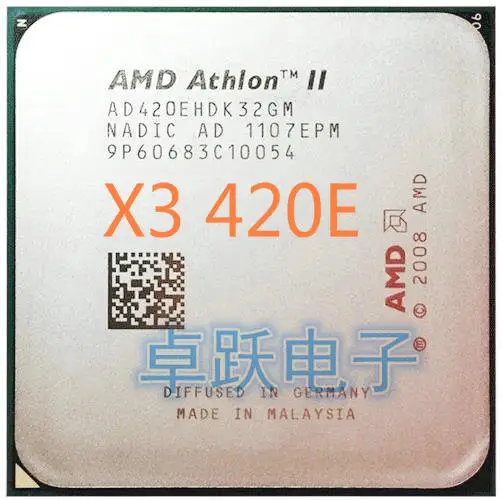 N
90
AMD Athlon™ II
AD420EHDK32GM
NADIC AD 1107EPM
9P60683C10054
X3 420E
AMD
® © 2008 AMD
卓跃电子
DIFFUSED IN GERMANY
MADE IN MALAYSIA